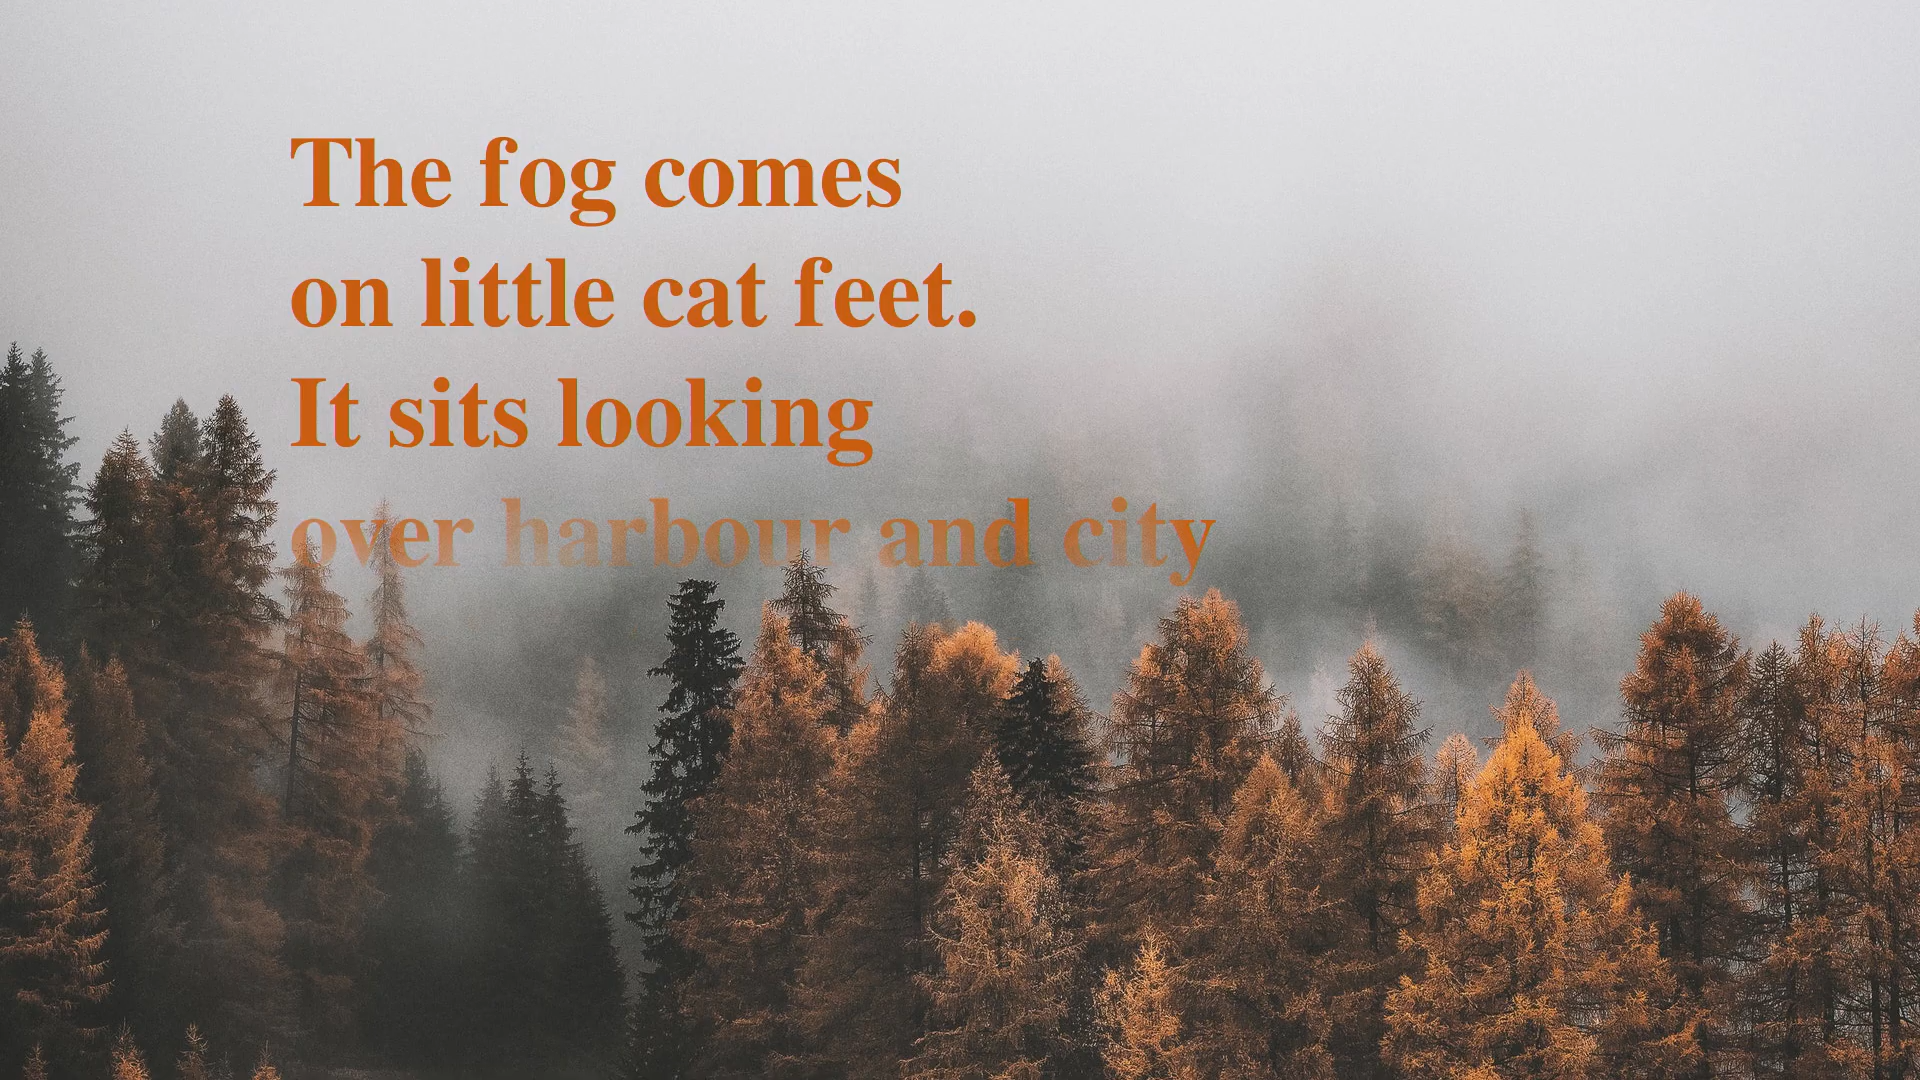 The fog comes
on little cat feet.
It sits looking
over harbour and city